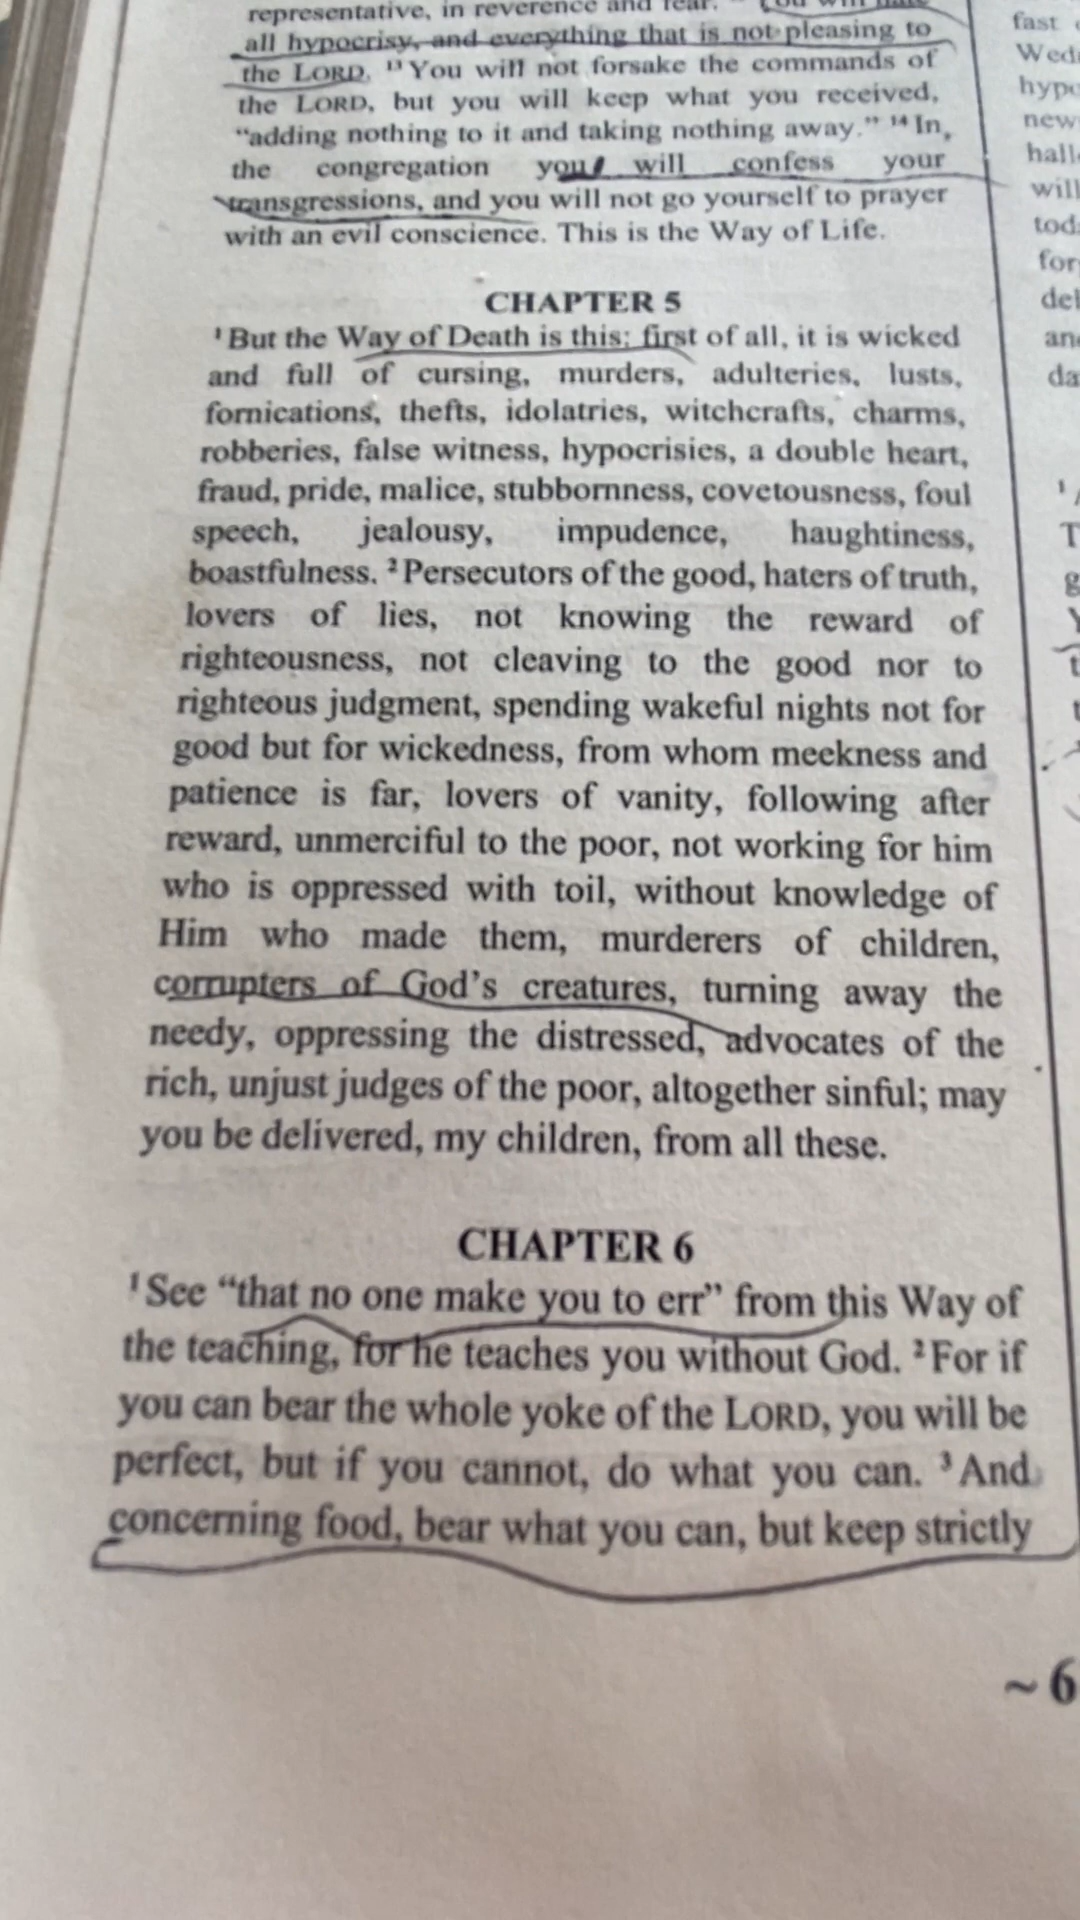 representative, in reverence and fear.
all hypocrisy, and everything that is not pleasing to
the LORD. 13 You will not forsake the commands of
the LORD, but you will keep what you received,
“adding nothing to it and taking nothing away.” 14 In
the congregation you will confess your
transgressions, and you will not go yourself to prayer
with an evil conscience. This is the Way of Life.
CHAPTER 5
1 But the Way of Death is this: first of all, it is wicked
and full of cursing, murders, adulteries, lusts,
fornications, thefts, idolatries, witchcrafts, charms,
robberies, false witness, hypocrisies, a double heart,
fraud, pride, malice, stubbornness, covetousness, foul
speech, jealousy, impudence, haughtiness,
boastfulness. 2 Persecutors of the good, haters of truth,
lovers of lies, not knowing the reward of
righteousness, not cleaving to the good nor to
righteous judgment, spending wakeful nights not for
good but for wickedness, from whom meekness and
patience is far, lovers of vanity, following after
reward, unmerciful to the poor, not working for him
who is oppressed with toil, without knowledge of
Him who made them, murderers of children,
corrupters of God’s creatures, turning away the
needy, oppressing the distressed, advocates of the
rich, unjust judges of the poor, altogether sinful; may
you be delivered, my children, from all these.
CHAPTER 6
1 See “that no one make you to err” from this Way of
the teaching, for he teaches you without God. 2 For if
you can bear the whole yoke of the LORD, you will be
perfect, but if you cannot, do what you can. 3 And
concerning food, bear what you can, but keep strictly
~ 6
fast
will